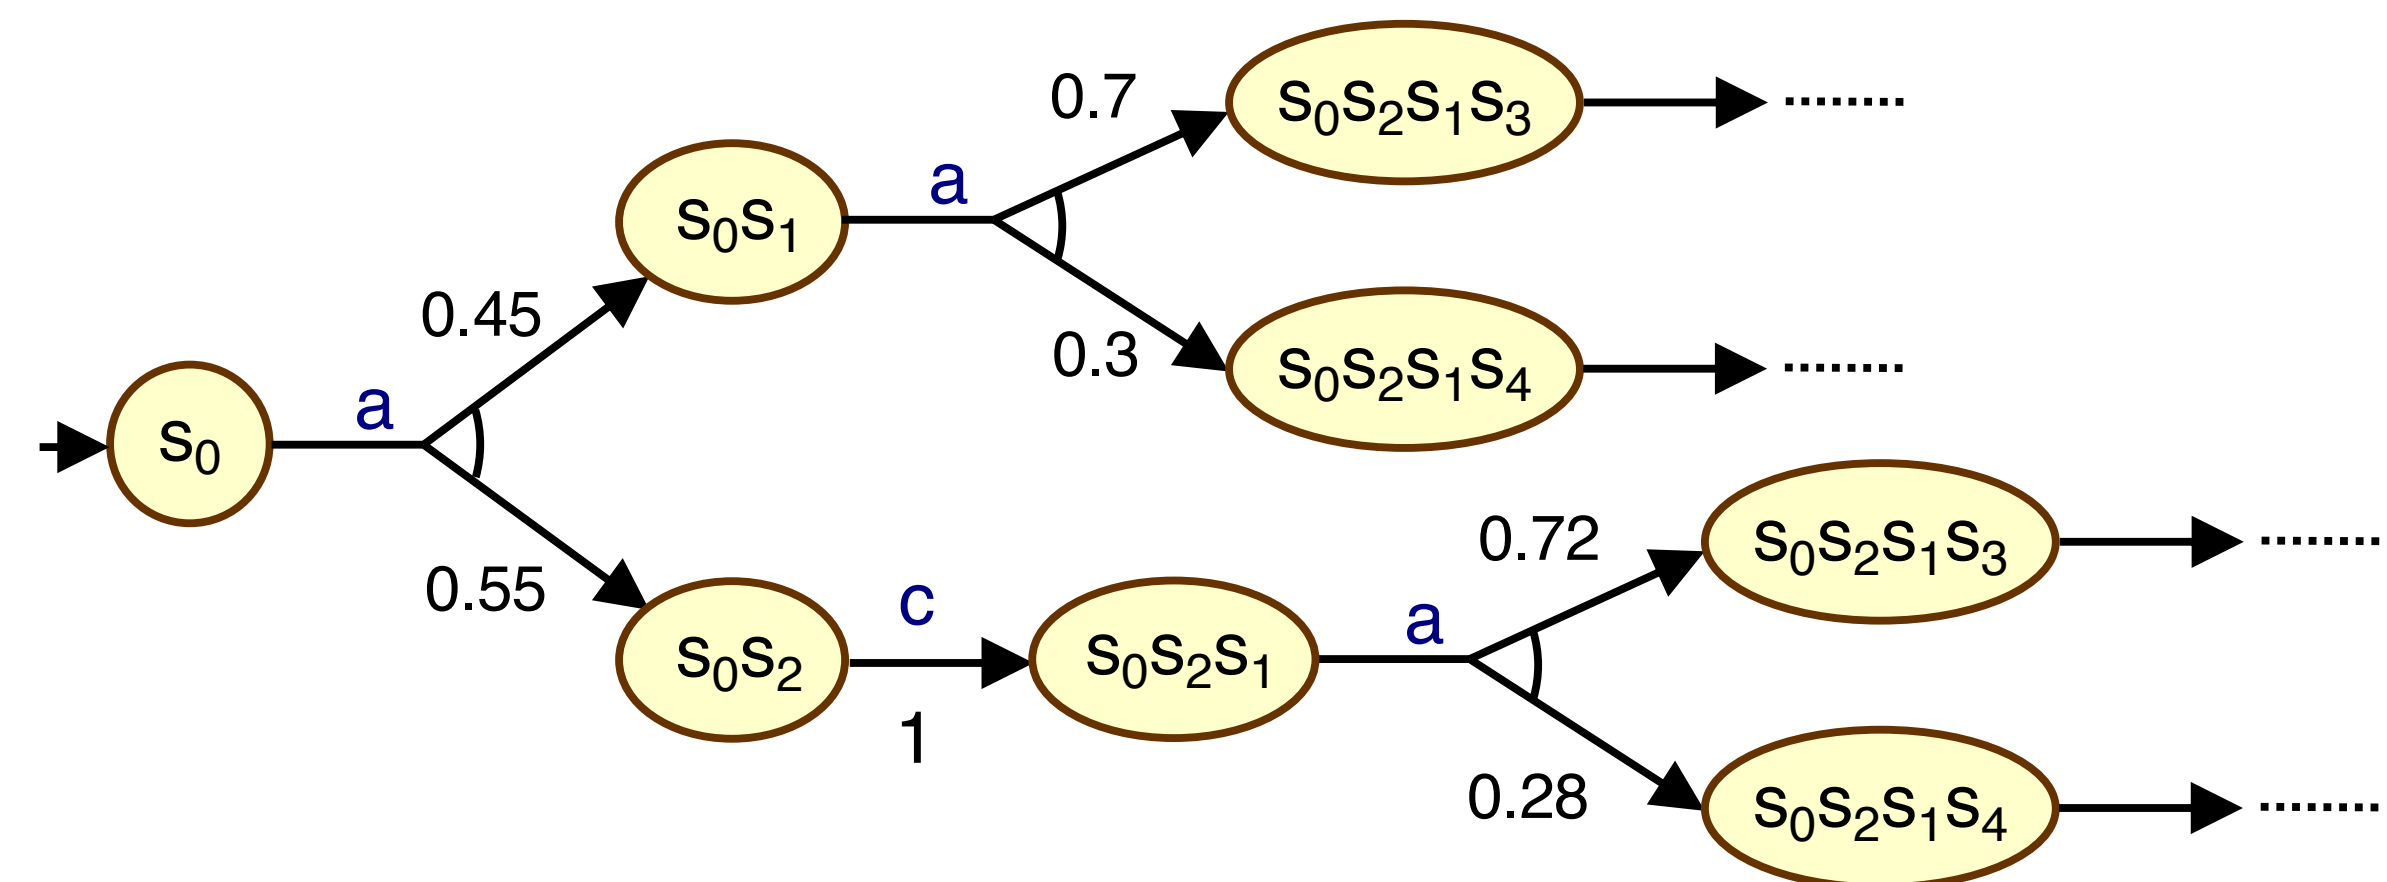 0.7
s₀s₂s₁s₃
a
s₀s₁
0.45
0.3
s₀s₂s₁s₄
a
s₀
0.55
c
s₀s₂
1
s₀s₂s₁
a
0.72
s₀s₂s₁s₃
0.28
s₀s₂s₁s₄